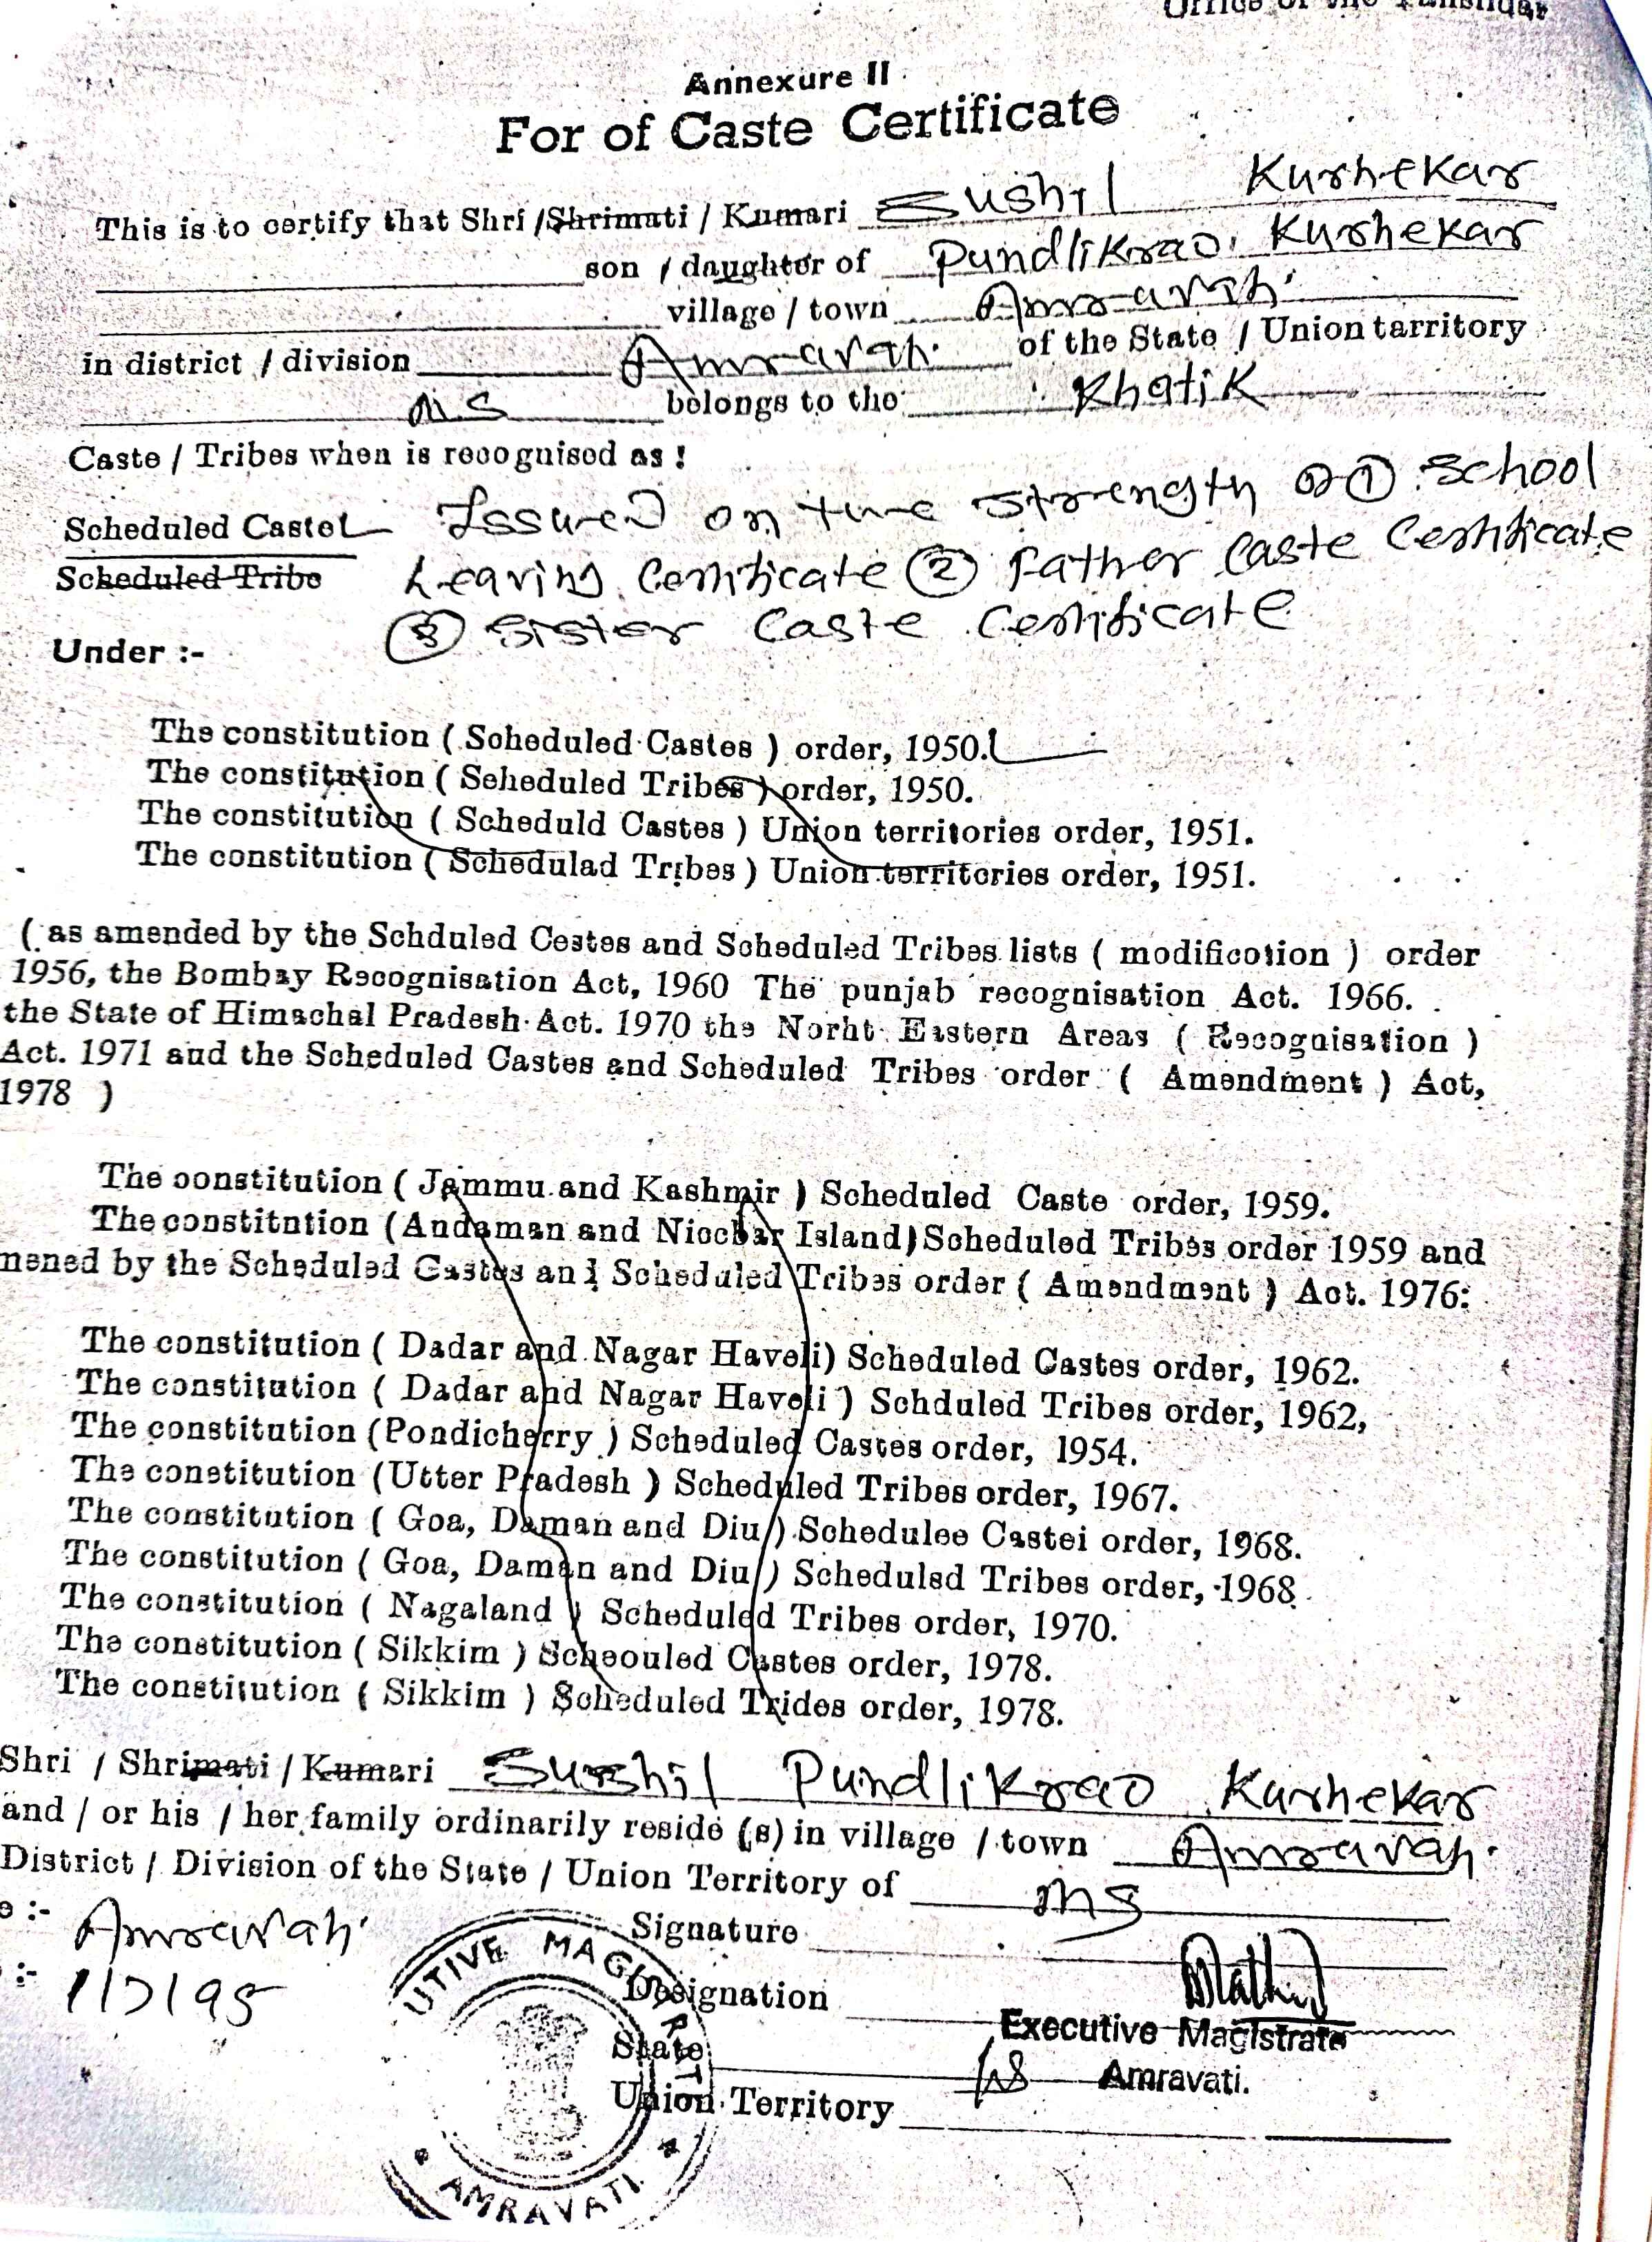 Office of the Tahsildar
Annexure II
For of Caste Certificate
This is to certify that Shri / Shrimati / Kumari Sushil Kurhekar
son / daughter of Pundlikrao Kurhekar
village / town Amravati
in district / division Amravati of the State / Union tarritory
MS belongs to the Khatik
Caste / Tribes when is recognised as !
Scheduled Caste Issued on the strength of ① School
Scheduled Tribe Leaving Certificate ② Father Caste Certificate
③ Sister Caste Certificate
Under :-
The constitution ( Scheduled Castes ) order, 1950.
The constitution ( Seheduled Tribes ) order, 1950.
The constitution ( Scheduld Castes ) Union territories order, 1951.
The constitution ( Schedulad Tribes ) Union territories order, 1951.
( as amended by the Schduled Cestes and Scheduled Tribes lists ( modification ) order
1956, the Bombay Recognisation Act, 1960 The punjab recognisation Act. 1966.
the State of Himachal Pradesh Act. 1970 the Norht Eastern Areas ( Recognisation )
Act. 1971 and the Scheduled Castes and Scheduled Tribes order ( Amendment ) Act,
1978 )
The constitution ( Jammu and Kashmir ) Scheduled Caste order, 1959.
The constitntion (Andaman and Nicobar Island) Scheduled Tribes order 1959 and
mened by the Scheduled Castes and Scheduled Tribes order ( Amendment ) Act. 1976:
The constitution ( Dadar and Nagar Haveli) Scheduled Castes order, 1962.
The constitution ( Dadar and Nagar Haveli ) Schduled Tribes order, 1962,
The constitution (Pondicherry ) Scheduled Castes order, 1954.
The constitution (Utter Pradesh ) Scheduled Tribes order, 1967.
The constitution ( Goa, Daman and Diu ) Schedulee Castei order, 1968.
The constitution ( Goa, Daman and Diu ) Scheduled Tribes order, 1968
The constitution ( Nagaland ) Scheduled Tribes order, 1970.
The constitution ( Sikkim ) Scheouled Castes order, 1978.
The constitution ( Sikkim ) Scheduled Trides order, 1978.
Shri / Shrimati / Kumari Sushil Pundlikrao Kurhekar
and / or his / her family ordinarily reside (s) in village / town Amravati
District / Division of the State / Union Territory of MS
e :- Amravati Signature
:- Designation
Executive Magistrate
State Amravati.
Union Territory
UTIVE MAGISTRATE
AMRAVATI